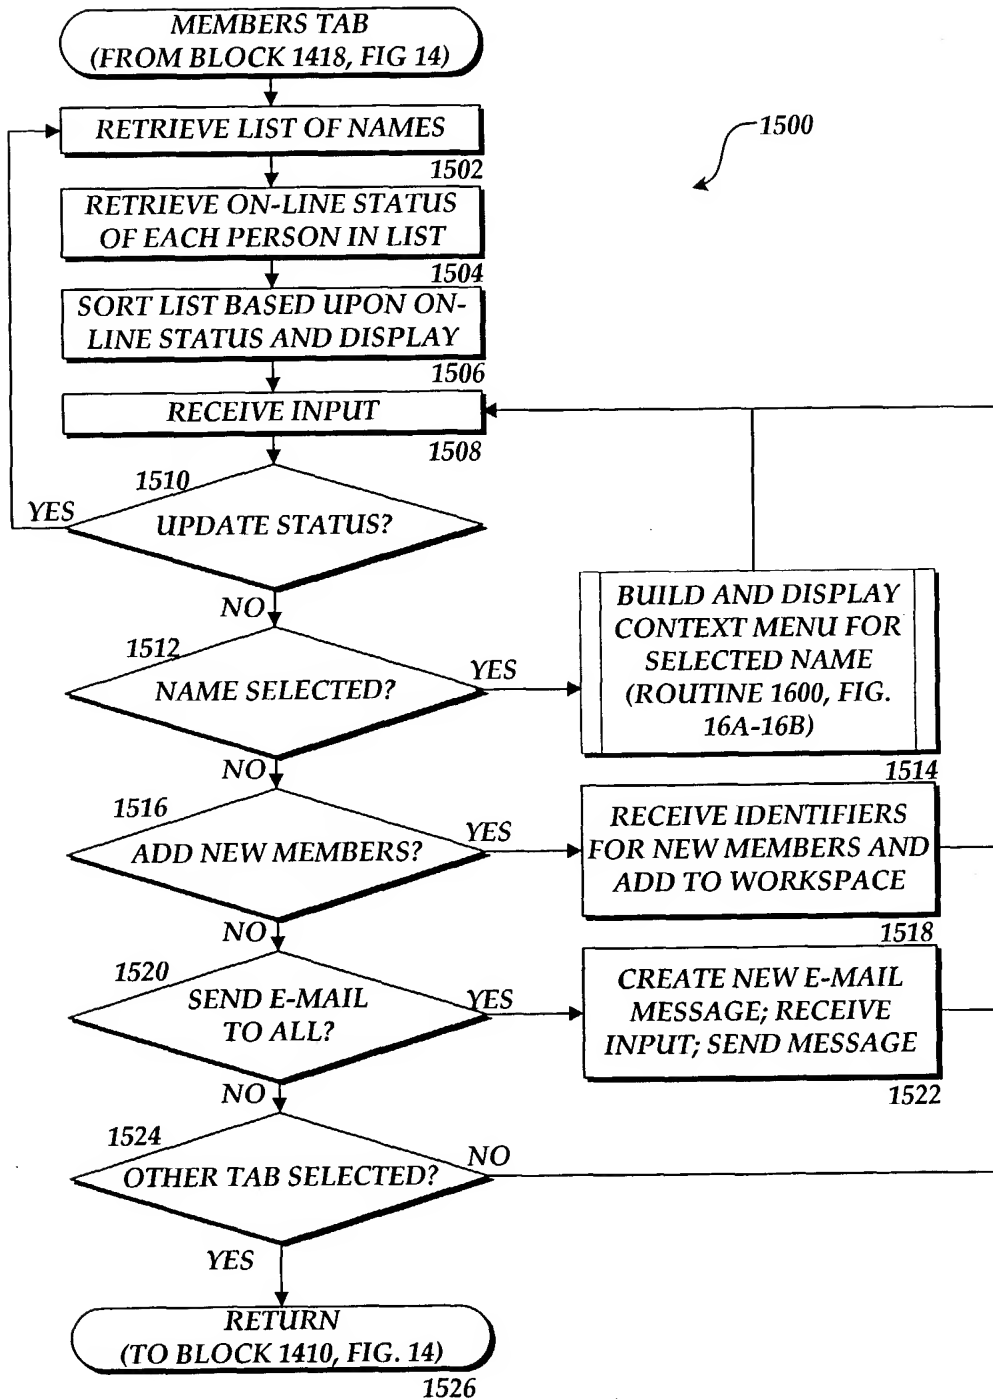 MEMBERS TAB
(FROM BLOCK 1418, FIG 14)
RETRIEVE LIST OF NAMES
1500
1502
RETRIEVE ON-LINE STATUS
OF EACH PERSON IN LIST
1504
SORT LIST BASED UPON ON-
LINE STATUS AND DISPLAY
1506
RECEIVE INPUT
1508
1510
YES
UPDATE STATUS?
NO
1512
NAME SELECTED?
YES
BUILD AND DISPLAY
CONTEXT MENU FOR
SELECTED NAME
(ROUTINE 1600, FIG.
16A-16B)
1514
NO
1516
ADD NEW MEMBERS?
YES
RECEIVE IDENTIFIERS
FOR NEW MEMBERS AND
ADD TO WORKSPACE
1518
NO
1520
SEND E-MAIL
TO ALL?
YES
CREATE NEW E-MAIL
MESSAGE; RECEIVE
INPUT; SEND MESSAGE
1522
NO
1524
OTHER TAB SELECTED?
NO
YES
RETURN
(TO BLOCK 1410, FIG. 14)
1526